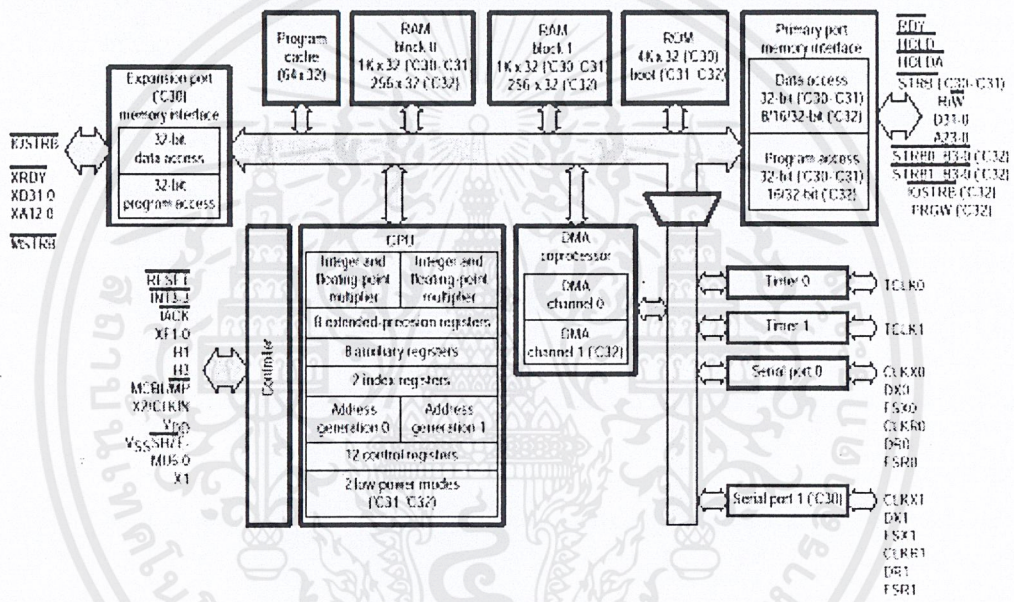 Program
cache
(64 x 32)
RAM
block 0
1K x 32 ('C30-C31)
256 x 32 ('C32)
RAM
block 1
1K x 32 ('C30-C31)
256 x 32 ('C32)
ROM
4K x 32 ('C30)
boot ('C31-C32)
Primary port
memory interface
Data access
32-bit ('C30-C31)
8/16/32-bit ('C32)
Program access
32-bit ('C30-C31)
16/32-bit ('C32)
RDY
HOLD
HOLDA
STRB ('C30-C31)
R/W
D31-0
A23-0
STRB0_B3-0 ('C32)
STRB1_B3-0 ('C32)
IOSTRB ('C32)
PRGW ('C32)
Expansion port
('C30)
memory interface
32-bit
data access
32-bit
program access
XRDY
XD31-0
XA12-0
MSTRB
RESET
IACK
XF1-0
H1
H3
X2/CLKIN
X1
Controller
CPU
Integer and
floating-point
multiplier
Integer and
floating-point
multiplier
8 extended-precision registers
8 auxiliary registers
2 index registers
Address
generation 0
Address
generation 1
12 control registers
2 low power modes
('C31-C32)
DMA
coprocessor
DMA
channel 0
DMA
channel 1 ('C32)
Timer 0
TCLK0
Timer 1
TCLK1
Serial port 0
CLKX0
DX0
FSX0
CLKR0
DR0
FSR0
Serial port 1 ('C30)
CLKX1
DX1
FSX1
CLKR1
DR1
FSR1